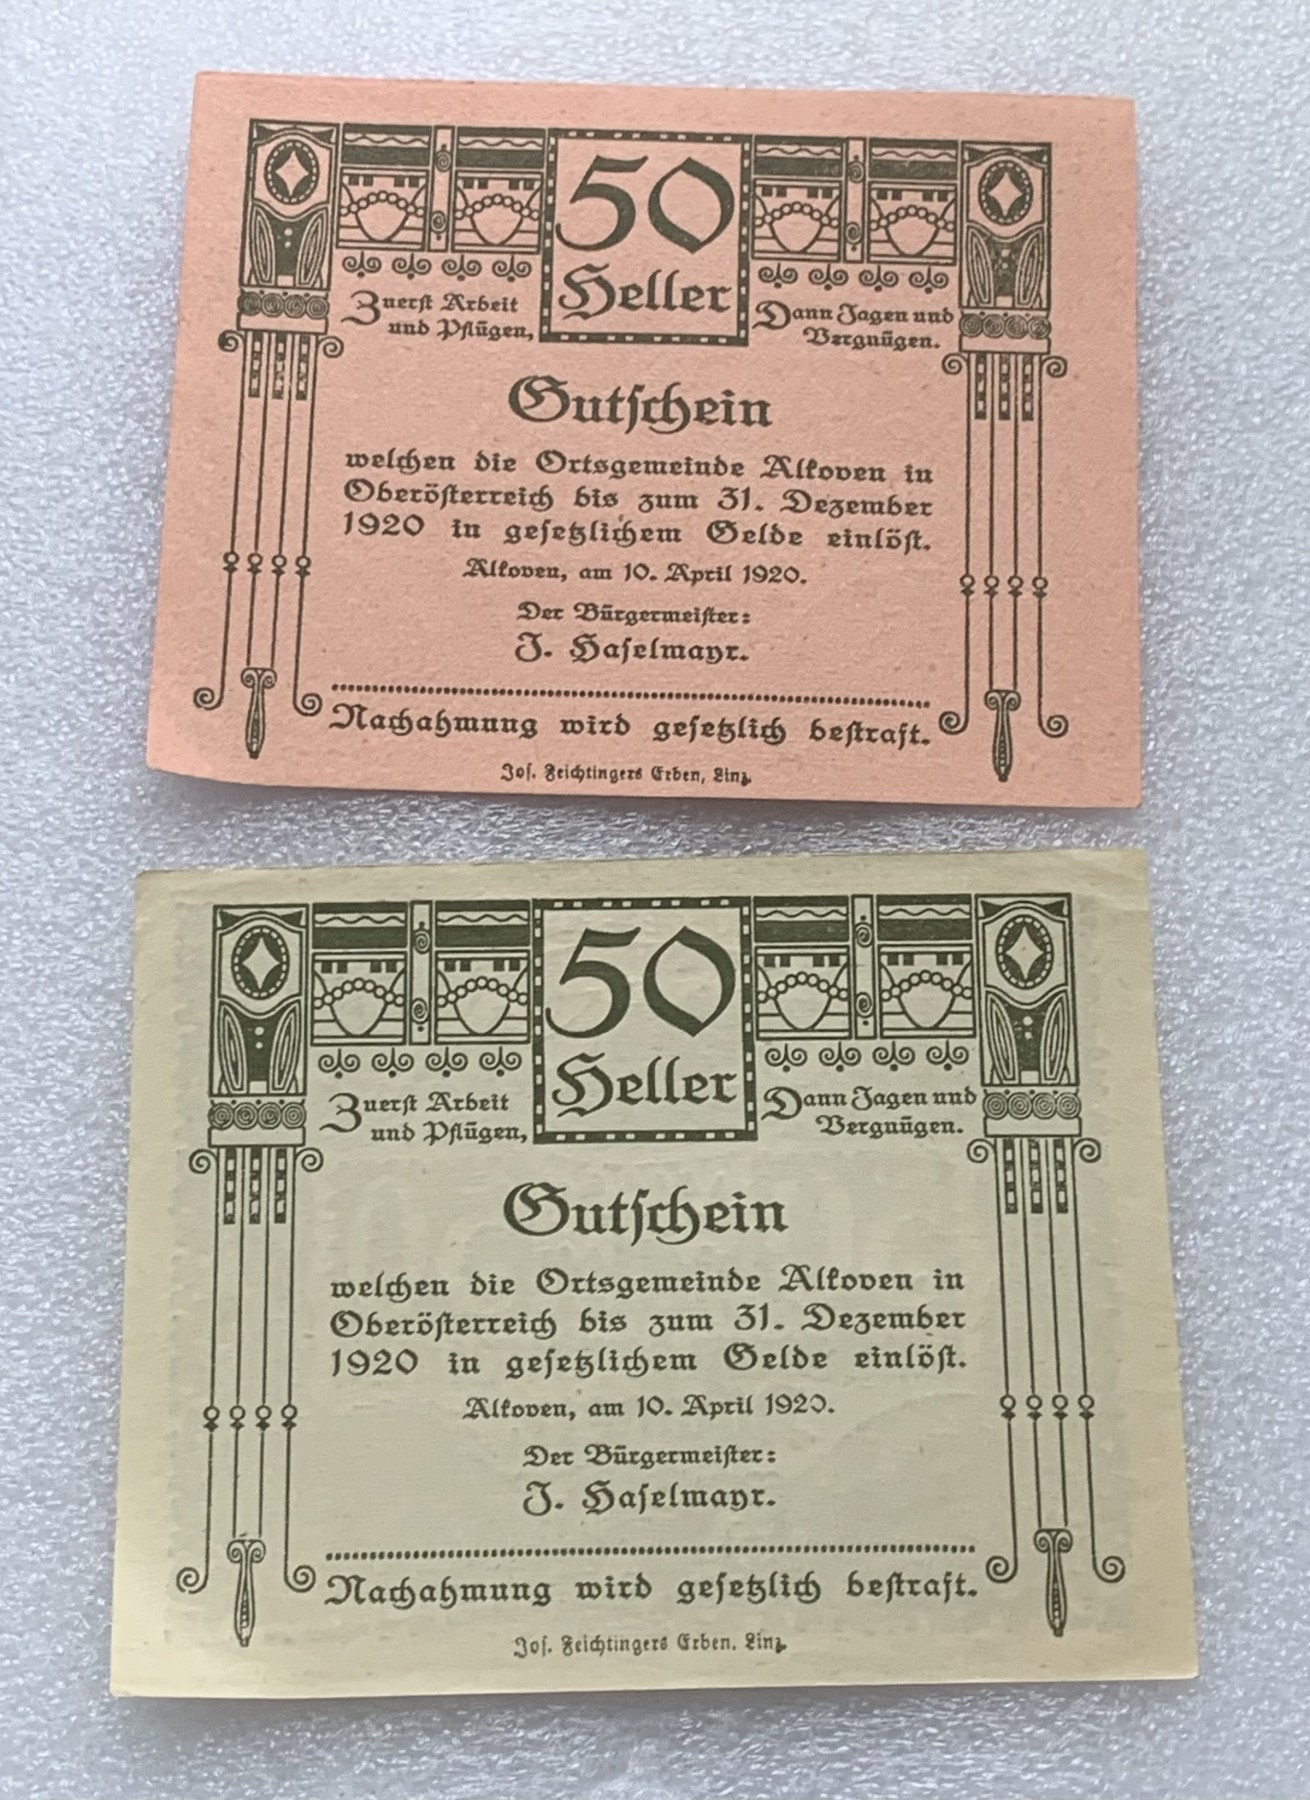 50
Heller
Zuerst Arbeit
und Pflügen,
Dann Jagen und
Vergnügen.
Gutschein
welchen die Ortsgemeinde Alkoven in
Oberösterreich bis zum 31. Dezember
1920 in gesetzlichem Gelde einlöst.
Alkoven, am 10. April 1920.
Der Bürgermeister:
J. Haselmayr.
Nachahmung wird gesetzlich bestraft.
Jos. Feichtingers Erben, Linz.
50
Heller
Zuerst Arbeit
und Pflügen,
Dann Jagen und
Vergnügen.
Gutschein
welchen die Ortsgemeinde Alkoven in
Oberösterreich bis zum 31. Dezember
1920 in gesetzlichem Gelde einlöst.
Alkoven, am 10. April 1920.
Der Bürgermeister:
J. Haselmayr.
Nachahmung wird gesetzlich bestraft.
Jos. Feichtingers Erben, Linz.